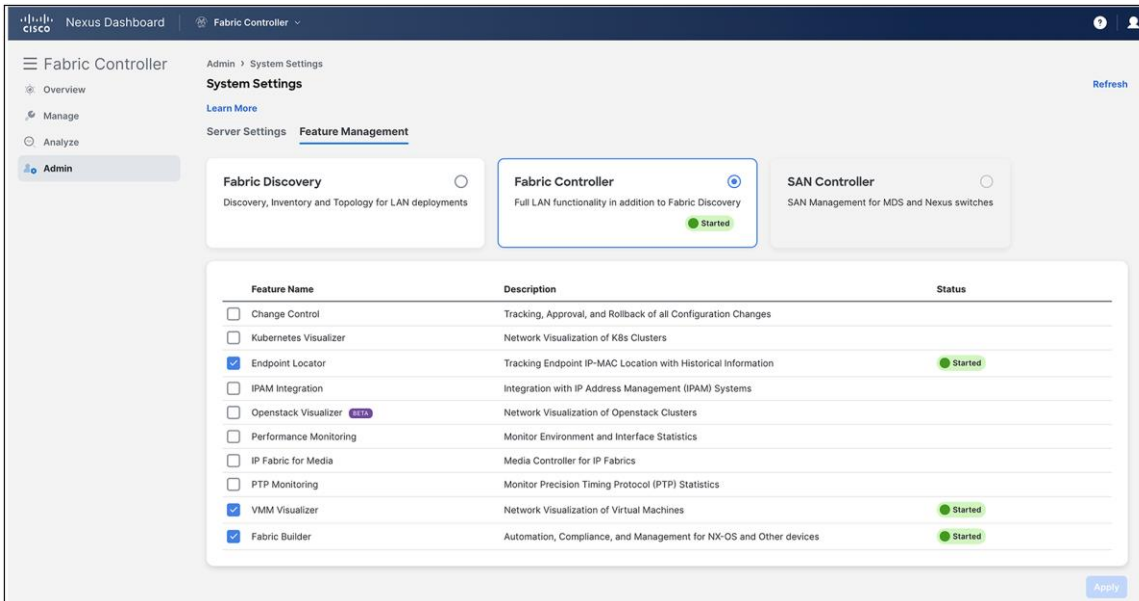 CISCO Nexus Dashboard Fabric Controller
?
Fabric Controller
Overview
Manage
Analyze
Admin
Admin > System Settings
System Settings
Refresh
Learn More
Server Settings Feature Management
Fabric Discovery
Discovery, Inventory and Topology for LAN deployments
Fabric Controller
Full LAN functionality in addition to Fabric Discovery
Started
SAN Controller
SAN Management for MDS and Nexus switches
Feature Name Description Status
Change Control Tracking, Approval, and Rollback of all Configuration Changes
Kubernetes Visualizer Network Visualization of K8s Clusters
Endpoint Locator Tracking Endpoint IP-MAC Location with Historical Information Started
IPAM Integration Integration with IP Address Management (IPAM) Systems
Openstack Visualizer BETA Network Visualization of Openstack Clusters
Performance Monitoring Monitor Environment and Interface Statistics
IP Fabric for Media Media Controller for IP Fabrics
PTP Monitoring Monitor Precision Timing Protocol (PTP) Statistics
VMM Visualizer Network Visualization of Virtual Machines Started
Fabric Builder Automation, Compliance, and Management for NX-OS and Other devices Started
Apply